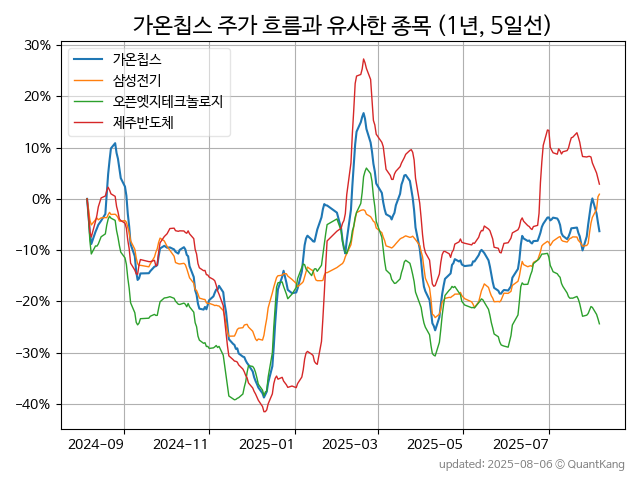 가온칩스 주가 흐름과 유사한 종목 (1년, 5일선)
30%
20%
10%
0%
−10%
−20%
−30%
−40%
가온칩스
삼성전기
오픈엣지테크놀로지
제주반도체
2024−09 2024−11 2025−01 2025−03 2025−05 2025−07
updated: 2025-08-06 © QuantKang